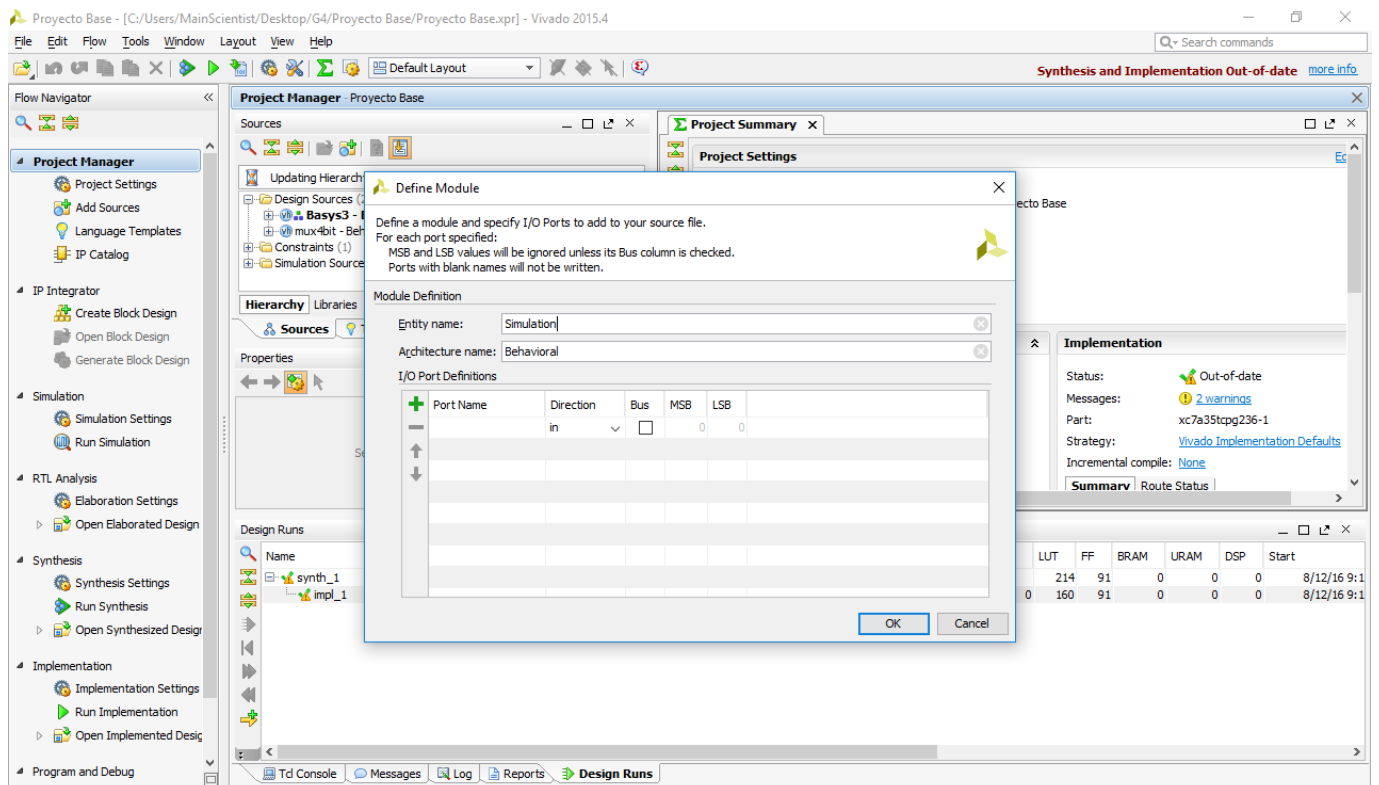 Proyecto Base - [C:/Users/MainScientist/Desktop/G4/Proyecto Base/Proyecto Base.xpr] - Vivado 2015.4
File Edit Flow Tools Window Layout View Help
Search commands
Default Layout
Synthesis and Implementation Out-of-date more info
Flow Navigator
Project Manager
Project Settings
Add Sources
Language Templates
IP Catalog
IP Integrator
Create Block Design
Open Block Design
Generate Block Design
Simulation
Simulation Settings
Run Simulation
RTL Analysis
Elaboration Settings
Open Elaborated Design
Synthesis
Synthesis Settings
Run Synthesis
Open Synthesized Desigr
Implementation
Implementation Settings
Run Implementation
Open Implemented Desig
Program and Debug
Project Manager - Proyecto Base
Sources
Updating Hierarch
Design Sources (
Basys3 -
mux4bit - Beh
Constraints (1)
Simulation Source
Hierarchy Libraries
Sources
Properties
Project Summary
Project Settings
ecto Base
Implementation
Status: Out-of-date
Messages: 2 warnings
Part: xc7a35tcpg236-1
Strategy: Vivado Implementation Defaults
Incremental compile: None
Summary Route Status
Define Module
Define a module and specify I/O Ports to add to your source file.
For each port specified:
MSB and LSB values will be ignored unless its Bus column is checked.
Ports with blank names will not be written.
Module Definition
Entity name: Simulation
Architecture name: Behavioral
I/O Port Definitions
Port Name Direction Bus MSB LSB
in 0 0
OK Cancel
Design Runs
Name LUT FF BRAM URAM DSP Start
synth_1 214 91 0 0 0 8/12/16 9:1
impl_1 0 160 91 0 0 0 8/12/16 9:1
Tcl Console Messages Log Reports Design Runs